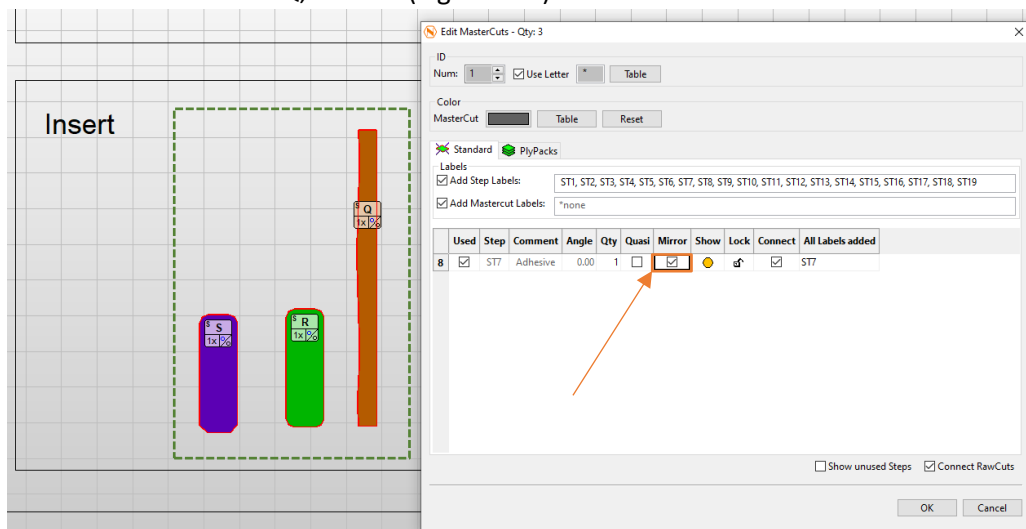 Insert
s Q
1x %
s S
1x %
s R
1x %
Edit MasterCuts - Qty: 3
ID
Num: 1 Use Letter * Table
Color
MasterCut Table Reset
Standard PlyPacks
Labels
Add Step Labels: ST1, ST2, ST3, ST4, ST5, ST6, ST7, ST8, ST9, ST10, ST11, ST12, ST13, ST14, ST15, ST16, ST17, ST18, ST19
Add Mastercut Labels: *none
Used Step Comment Angle Qty Quasi Mirror Show Lock Connect All Labels added
8 ST7 Adhesive 0.00 1 ST7
Show unused Steps Connect RawCuts
OK Cancel